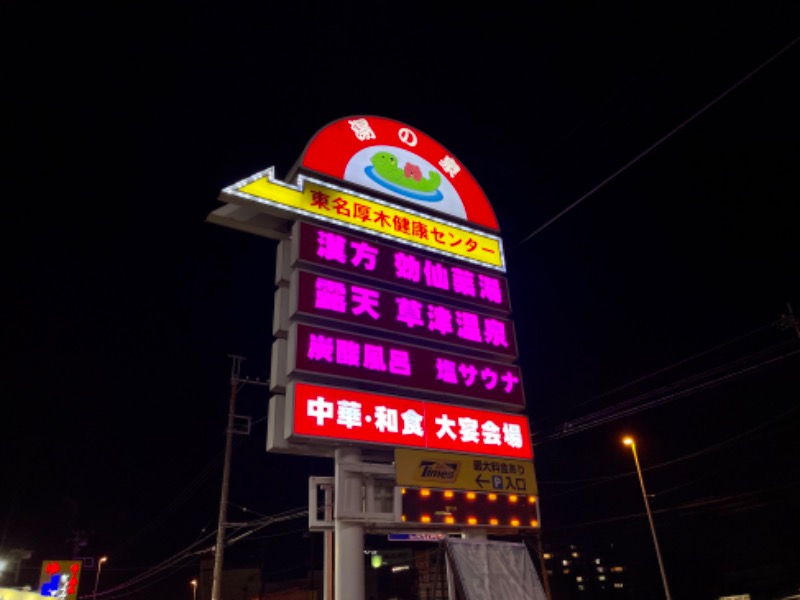 湯の泉
東名厚木健康センター
漢方 効仙薬湯
露天 草津温泉
炭酸風呂 塩サウナ
中華・和食 大宴会場
Times 最大料金あり
←P入口
ゆ